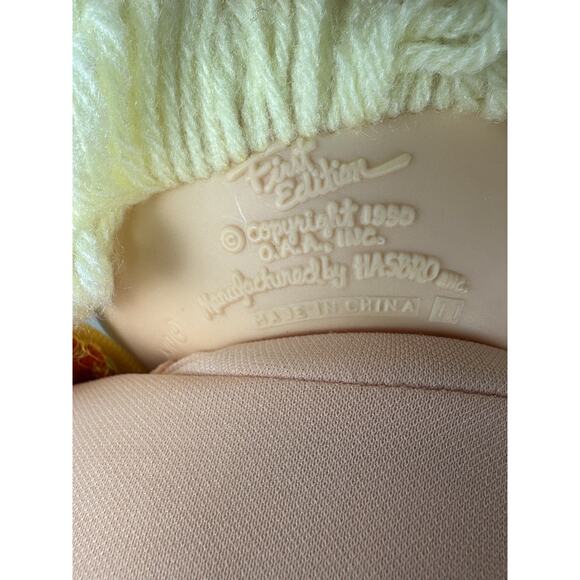 First
Edition
© copyright 1990
O.A.A., INC.
Manufactured by HASBRO INC.
MADE IN CHINA